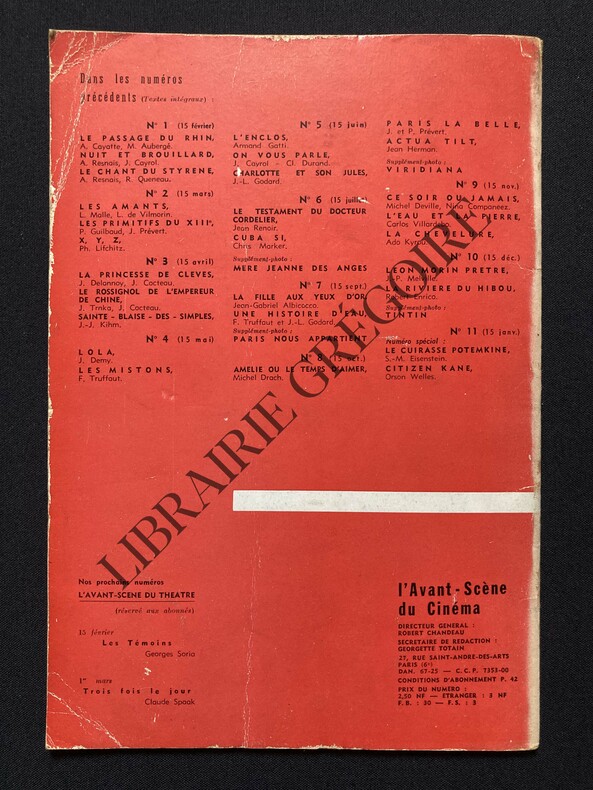 Dans les numéros
précédents (Textes intégraux) :
N° 1 (15 février)
LE PASSAGE DU RHIN,
A. Cayatte, M. Aubergé.
NUIT ET BROUILLARD,
A. Resnais, J. Cayrol.
LE CHANT DU STYRENE,
A. Resnais, R. Queneau.
N° 2 (15 mars)
LES AMANTS,
L. Malle, L. de Vilmorin.
LES PRIMITIFS DU XIIIe,
P. Guilbaud, J. Prévert.
X, Y, Z,
Ph. Lifchitz.
N° 3 (15 avril)
LA PRINCESSE DE CLEVES,
J. Delannoy, J. Cocteau.
LE ROSSIGNOL DE L'EMPEREUR
DE CHINE,
J. Trnka, J. Cocteau.
SAINTE - BLAISE - DES - SIMPLES,
J.-J. Kihm.
N° 4 (15 mai)
LOLA,
J. Demy.
LES MISTONS,
F. Truffaut.
N° 5 (15 juin)
L'ENCLOS,
Armand Gatti.
ON VOUS PARLE,
J. Cayrol - Cl. Durand.
CHARLOTTE ET SON JULES,
J.-L. Godard.
N° 6 (15 juillet)
LE TESTAMENT DU DOCTEUR
CORDELIER,
Jean Renoir.
CUBA SI,
Chris Marker.
Supplément-photo :
MERE JEANNE DES ANGES
N° 7 (15 sept.)
LA FILLE AUX YEUX D'OR,
Jean-Gabriel Albicocco.
UNE HISTOIRE D'EAU,
F. Truffaut et J.-L. Godard.
Supplément-photo :
PARIS NOUS APPARTIENT
N° 8 (15 oct.)
AMELIE OU LE TEMPS D'AIMER,
Michel Drach.
PARIS LA BELLE,
J. et P. Prévert.
ACTUA TILT,
Jean Herman.
Supplément-photo :
VIRIDIANA
N° 9 (15 nov.)
CE SOIR OU JAMAIS,
Michel Deville, Nina Companeez.
L'EAU ET LA PIERRE,
Carlos Villardebo.
LA CHEVELURE,
Ado Kyrou.
N° 10 (15 déc.)
LEON MORIN PRETRE,
J.-P. Melville.
LA RIVIERE DU HIBOU,
Robert Enrico.
Supplément-photo :
TINTIN
N° 11 (15 janv.)
Numéro spécial :
LE CUIRASSE POTEMKINE,
S.-M. Eisenstein.
CITIZEN KANE,
Orson Welles.
LIBRAIRIE GRÉGOIRE
Nos prochains numéros
L'AVANT-SCENE DU THEATRE
(réservé aux abonnés)
15 février
Les Témoins
Georges Soria
1er mars
Trois fois le jour
Claude Spaak
l'Avant-Scène
du Cinéma
DIRECTEUR GENERAL :
ROBERT CHANDEAU
SECRETAIRE DE REDACTION :
GEORGETTE TOTAIN
27, RUE SAINT-ANDRE-DES-ARTS
PARIS (6e)
DAN. 67-25 — C.C.P. 7353-00
CONDITIONS D'ABONNEMENT P. 42
PRIX DU NUMERO :
2,50 NF — ETRANGER : 3 NF
F.B. : 30 — F.S. : 3